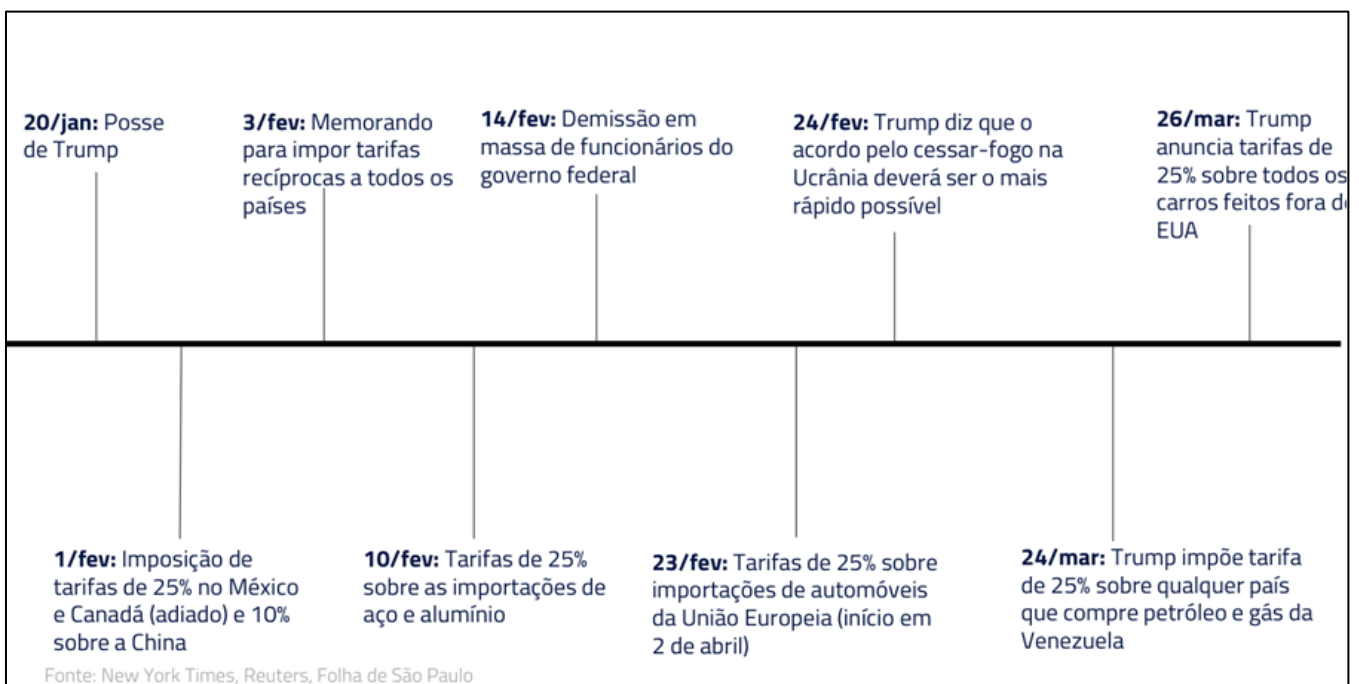 20/jan: Posse
de Trump
3/fev: Memorando
para impor tarifas
recíprocas a todos os
países
14/fev: Demissão em
massa de funcionários do
governo federal
24/fev: Trump diz que o
acordo pelo cessar-fogo na
Ucrânia deverá ser o mais
rápido possível
26/mar: Trump
anuncia tarifas de
25% sobre todos os
carros feitos fora
EUA
1/fev: Imposição de
tarifas de 25% no México
e Canadá (adiado) e 10%
sobre a China
10/fev: Tarifas de 25%
sobre as importações de
aço e alumínio
23/fev: Tarifas de 25% sobre
importações de automóveis
da União Europeia (início em
2 de abril)
24/mar: Trump impõe tarifa
de 25% sobre qualquer país
que compre petróleo e gás da
Venezuela
Fonte: New York Times, Reuters, Folha de São Paulo